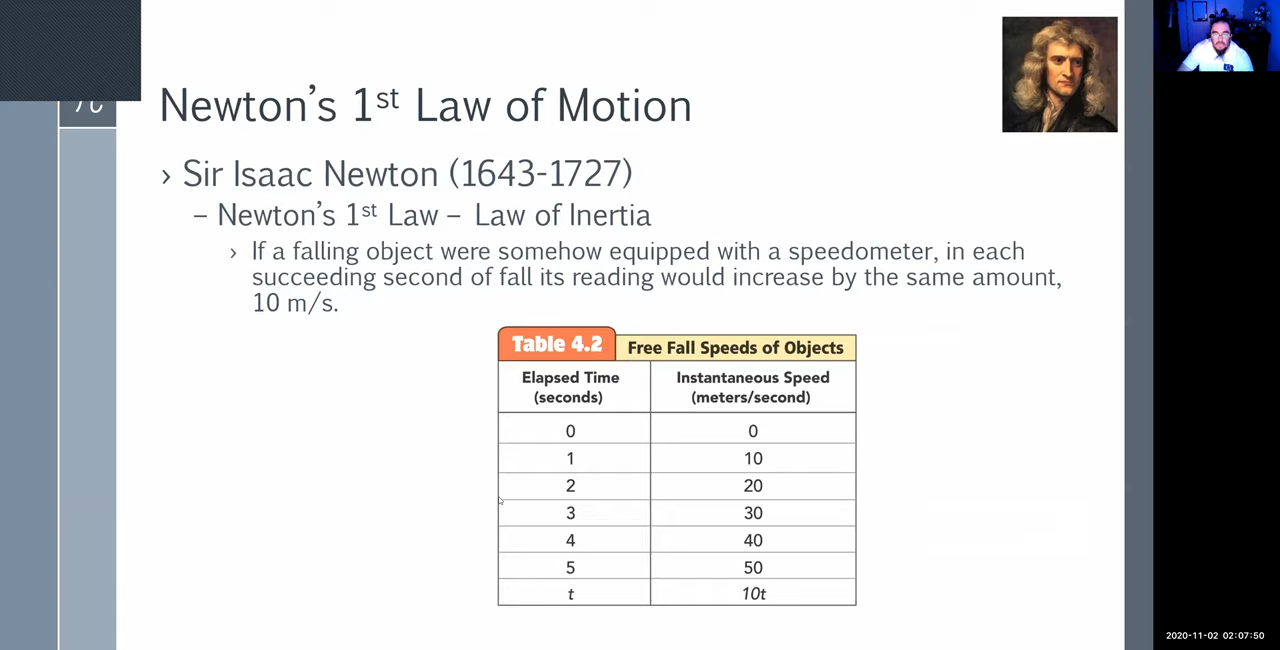 Newton's 1st Law of Motion
› Sir Isaac Newton (1643-1727)
– Newton's 1st Law – Law of Inertia
› If a falling object were somehow equipped with a speedometer, in each
succeeding second of fall its reading would increase by the same amount,
10 m/s.
Table 4.2 Free Fall Speeds of Objects
Elapsed Time Instantaneous Speed
(seconds) (meters/second)
0 0
1 10
2 20
3 30
4 40
5 50
t 10t
2020-11-02 02:07:50